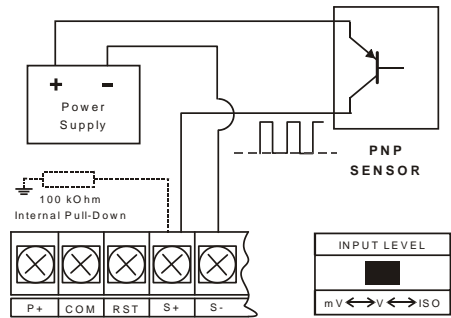 + -
Power
Supply
PNP
SENSOR
100 kOhm
Internal Pull-Down
INPUT LEVEL
mV V ISO
P+ COM RST S+ S-